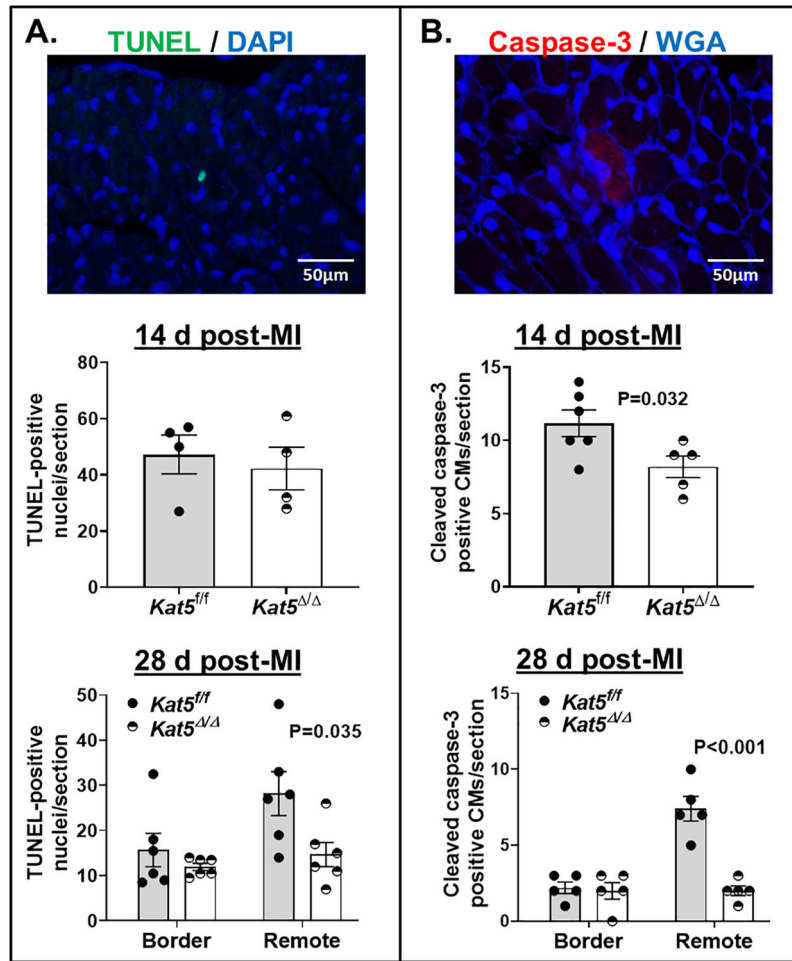 A.
TUNEL / DAPI
50µm
14 d post-MI
TUNEL-positive
nuclei/section
80
60
40
20
0
Kat5f/f
Kat5Δ/Δ
28 d post-MI
TUNEL-positive
nuclei/section
50
40
30
20
10
0
Kat5f/f
Kat5Δ/Δ
P=0.035
Border
Remote
B.
Caspase-3 / WGA
50µm
14 d post-MI
Cleaved caspase-3
positive CMs/section
15
10
5
0
P=0.032
Kat5f/f
Kat5Δ/Δ
28 d post-MI
Cleaved caspase-3
positive CMs/section
15
10
5
0
Kat5f/f
Kat5Δ/Δ
P<0.001
Border
Remote